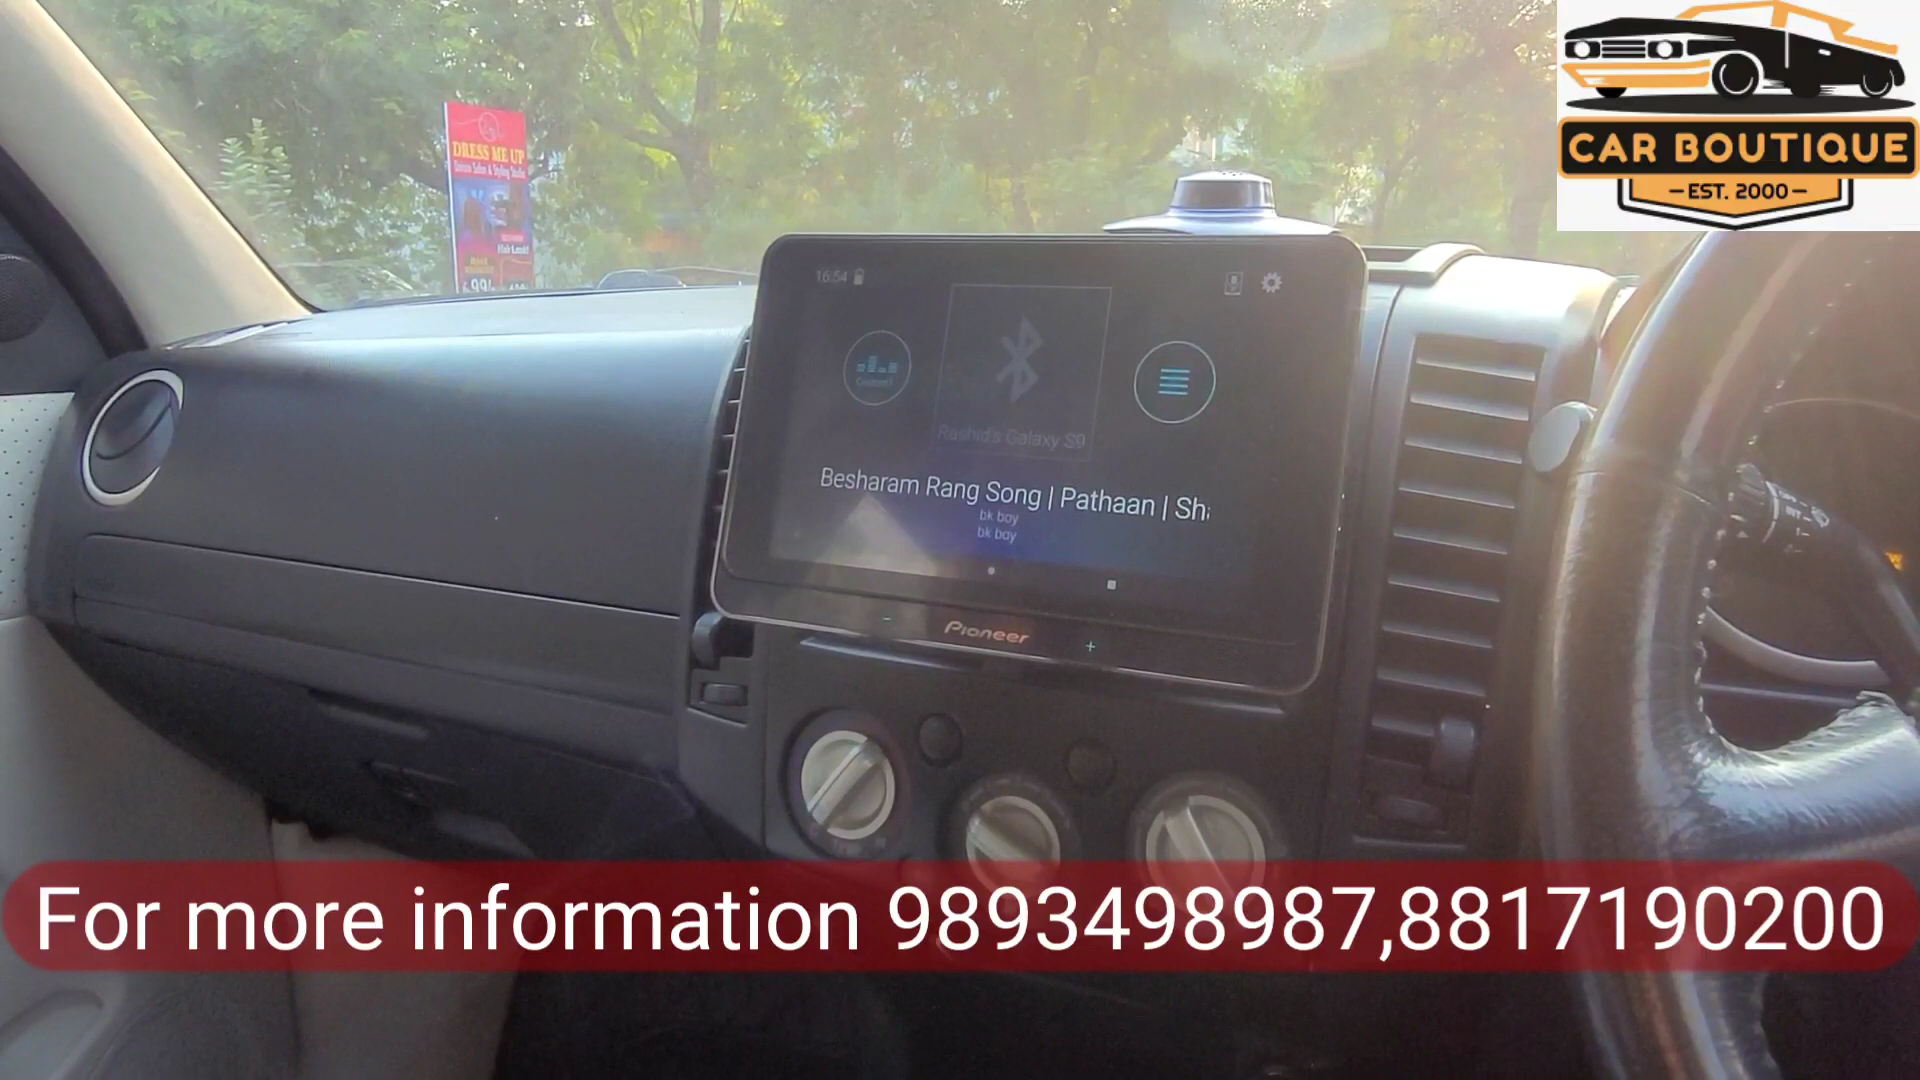 CAR BOUTIQUE
EST. 2000
DRESS ME UP
16:54
Rashid's Galaxy S9
Besharam Rang Song | Pathaan | Sh
bk boy
bk boy
Pioneer
For more information 9893498987,8817190200